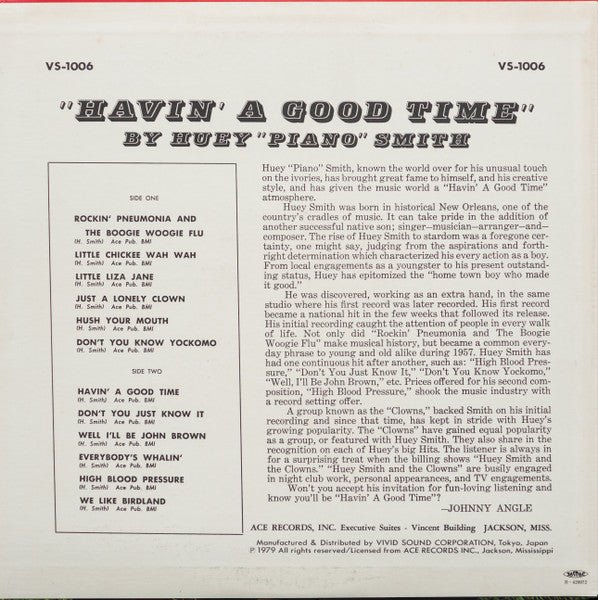 VS-1006
VS-1006
"HAVIN' A GOOD TIME"
BY HUEY "PIANO" SMITH
SIDE ONE
ROCKIN' PNEUMONIA AND
THE BOOGIE WOOGIE FLU
(H. Smith) Ace Pub. BMI
LITTLE CHICKEE WAH WAH
(H. Smith) Ace Pub. BMI
LITTLE LIZA JANE
(H. Smith) Ace Pub. BMI
JUST A LONELY CLOWN
(H. Smith) Ace Pub. BMI
HUSH YOUR MOUTH
(H. Smith) Ace Pub. BMI
DON'T YOU KNOW YOCKOMO
(H. Smith) Ace Pub. BMI
SIDE TWO
HAVIN' A GOOD TIME
(H. Smith) Ace Pub. BMI
DON'T YOU JUST KNOW IT
(H. Smith) Ace Pub. BMI
WELL I'LL BE JOHN BROWN
(H. Smith) Ace Pub. BMI
EVERYBODY'S WHALIN'
(H. Smith) Ace Pub. BMI
HIGH BLOOD PRESSURE
(H. Smith) Ace Pub. BMI
WE LIKE BIRDLAND
(H. Smith) Ace Pub. BMI
Huey "Piano" Smith, known the world over for his unusual touch
on the ivories, has brought great fame to himself, and his creative
style, and has given the music world a "Havin' A Good Time"
atmosphere.
Huey Smith was born in historical New Orleans, one of the
country's cradles of music. It can take pride in the addition of
another successful native son; singer—musician—arranger—and—
composer. The rise of Huey Smith to stardom was a foregone cer-
tainty, one might say, judging from the aspirations and forth-
right determination which characterized his every action as a boy.
From local engagements as a youngster to his present outstand-
ing status, Huey has epitomized the "home town boy who made
it good."
He was discovered, working as an extra hand, in the same
studio where his first record was later recorded. His first record
became a national hit in the few weeks that followed its release.
His initial recording caught the attention of people in every walk
of life. Not only did "Rockin' Pneumonia and The Boogie
Woogie Flu" make musical history, but became a common every-
day phrase to young and old alike during 1957. Huey Smith has
had one continuous hit after another, such as: "High Blood Pres-
sure," "Don't You Just Know It," "Don't You Know Yockomo,"
"Well, I'll Be John Brown," etc. Prices offered for his second com-
position, "High Blood Pressure," shook the music industry with
a record setting offer.
A group known as the "Clowns," backed Smith on his initial
recording and since that time, has kept in stride with Huey's
growing popularity. The "Clowns" have gained equal popularity
as a group, or featured with Huey Smith. They also share in the
recognition on each of Huey's big Hits. The listener is always in
for a surprising treat when the billing shows "Huey Smith and
the Clowns." "Huey Smith and the Clowns" are busily engaged
in night club work, personal appearances, and TV engagements.
Won't you accept his invitation for fun-loving listening and
know you'll be "Havin' A Good Time"?
—JOHNNY ANGLE
ACE RECORDS, INC. Executive Suites - Vincent Building JACKSON, MISS.
Manufactured & Distributed by VIVID SOUND CORPORATION, Tokyo, Japan
P. 1979 All rights reserved/Licensed from ACE RECORDS INC., Jackson, Mississippi